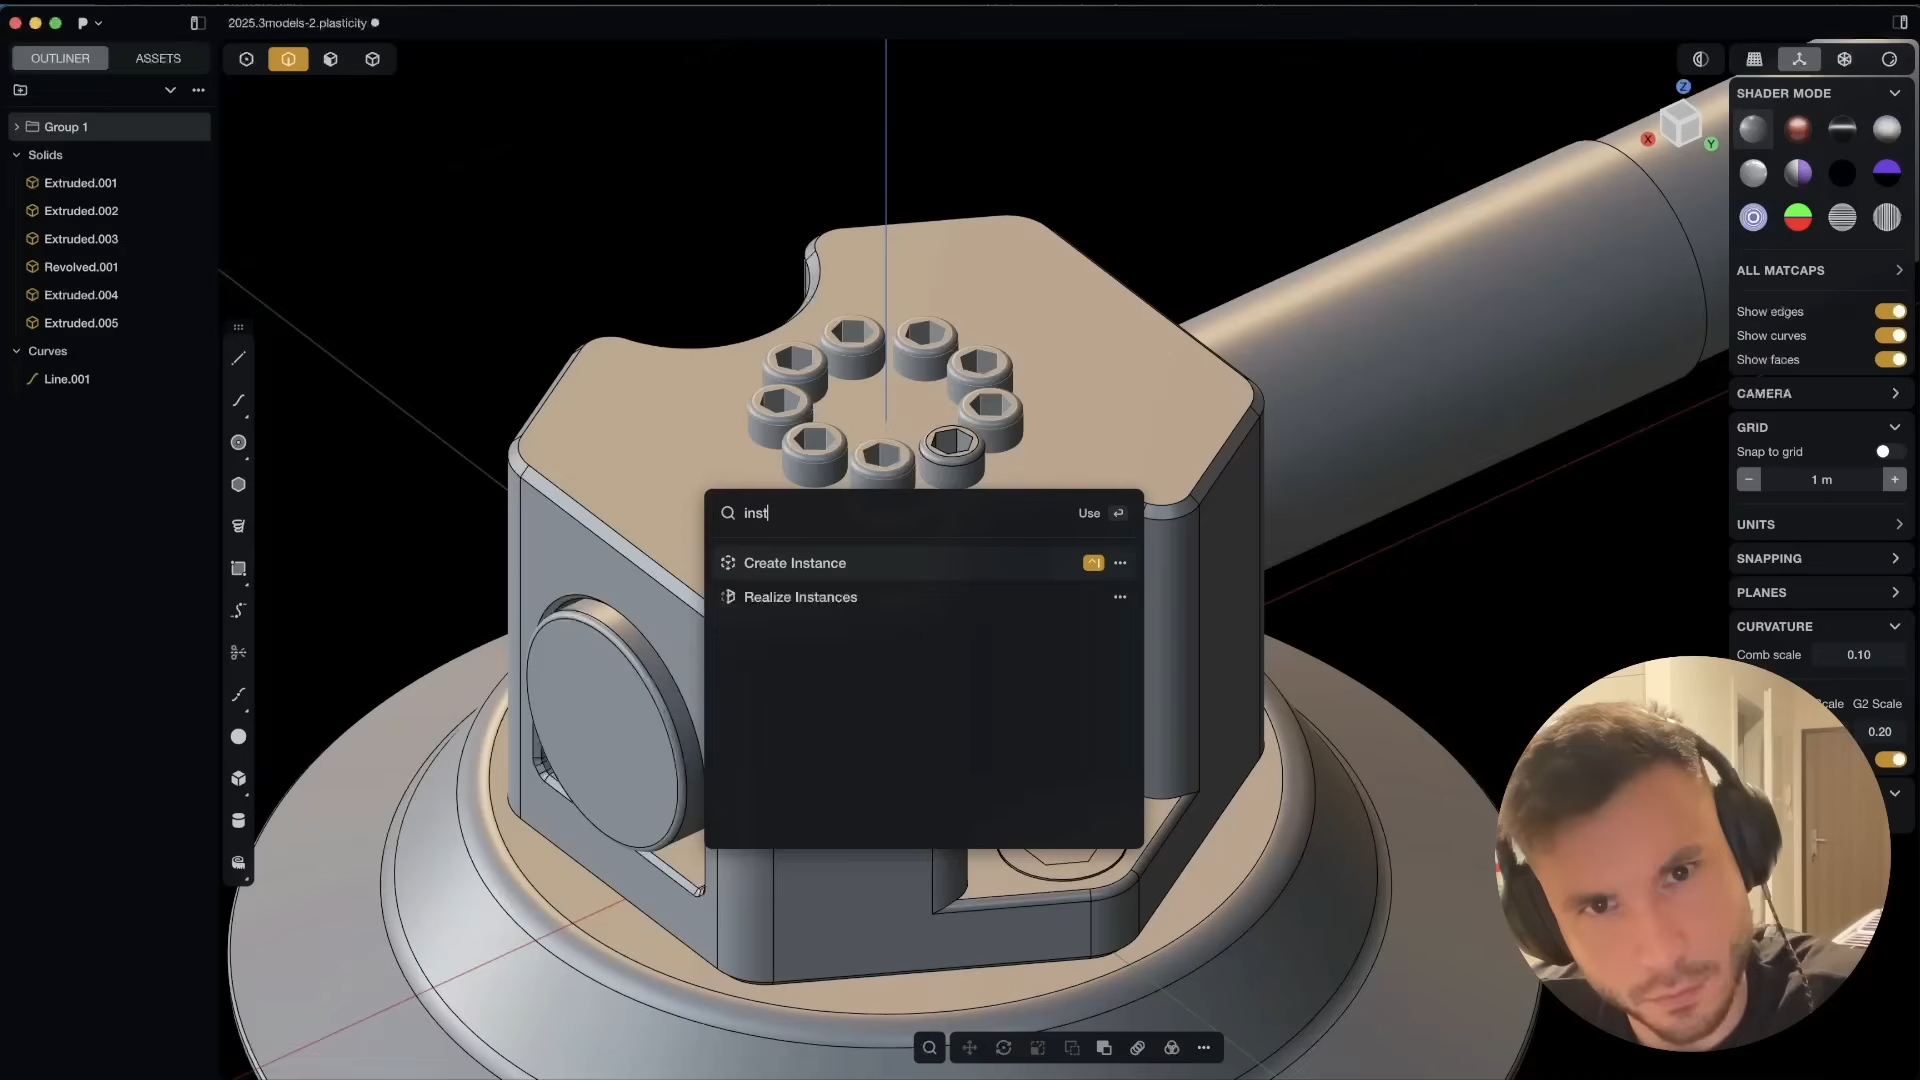 2025.3models-2.plasticity
OUTLINER
ASSETS
Group 1
Solids
Extruded.001
Extruded.002
Extruded.003
Revolved.001
Extruded.004
Extruded.005
Curves
Line.001
inst
Use
Create Instance
^I
Realize Instances
Z
X
Y
SHADER MODE
ALL MATCAPS
Show edges
Show curves
Show faces
CAMERA
GRID
Snap to grid
− 1 m +
UNITS
SNAPPING
PLANES
CURVATURE
Comb scale 0.10
G2 Scale
0.20